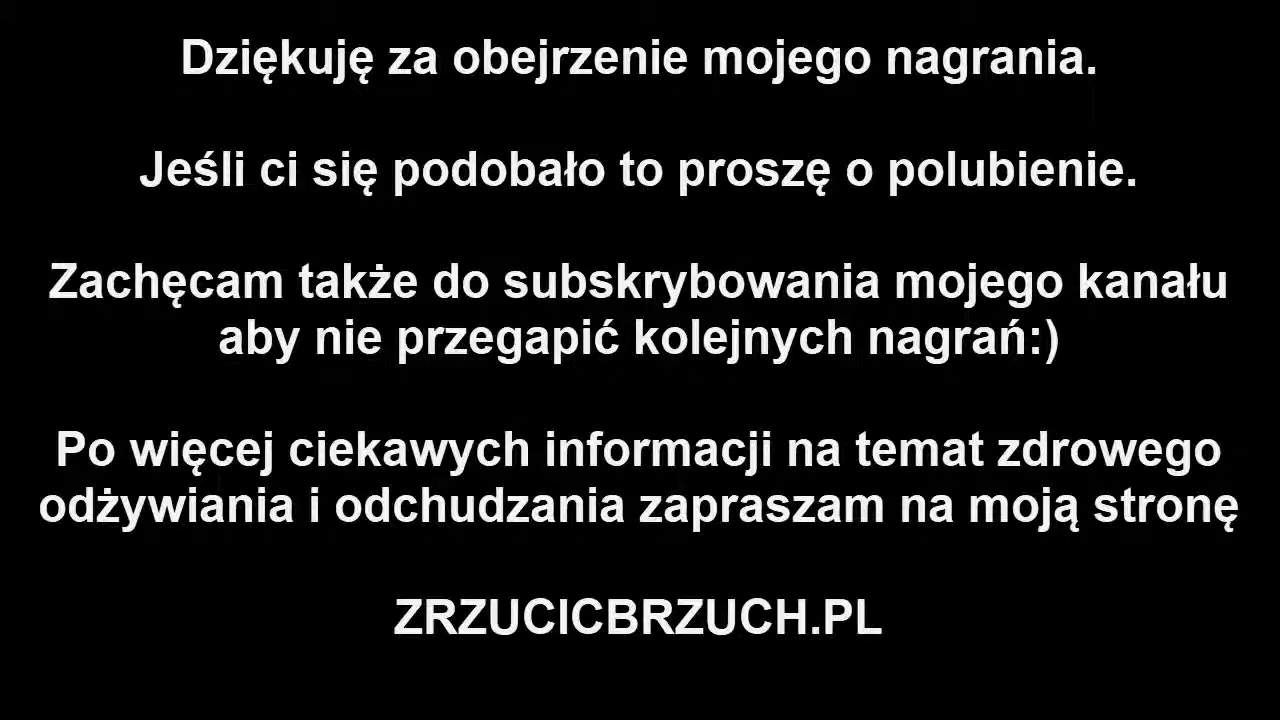 Dziękuję za obejrzenie mojego nagrania.
Jeśli ci się podobało to proszę o polubienie.
Zachęcam także do subskrybowania mojego kanału
aby nie przegapić kolejnych nagrań:)
Po więcej ciekawych informacji na temat zdrowego
odżywiania i odchudzania zapraszam na moją stronę
ZRZUCICBRZUCH.PL